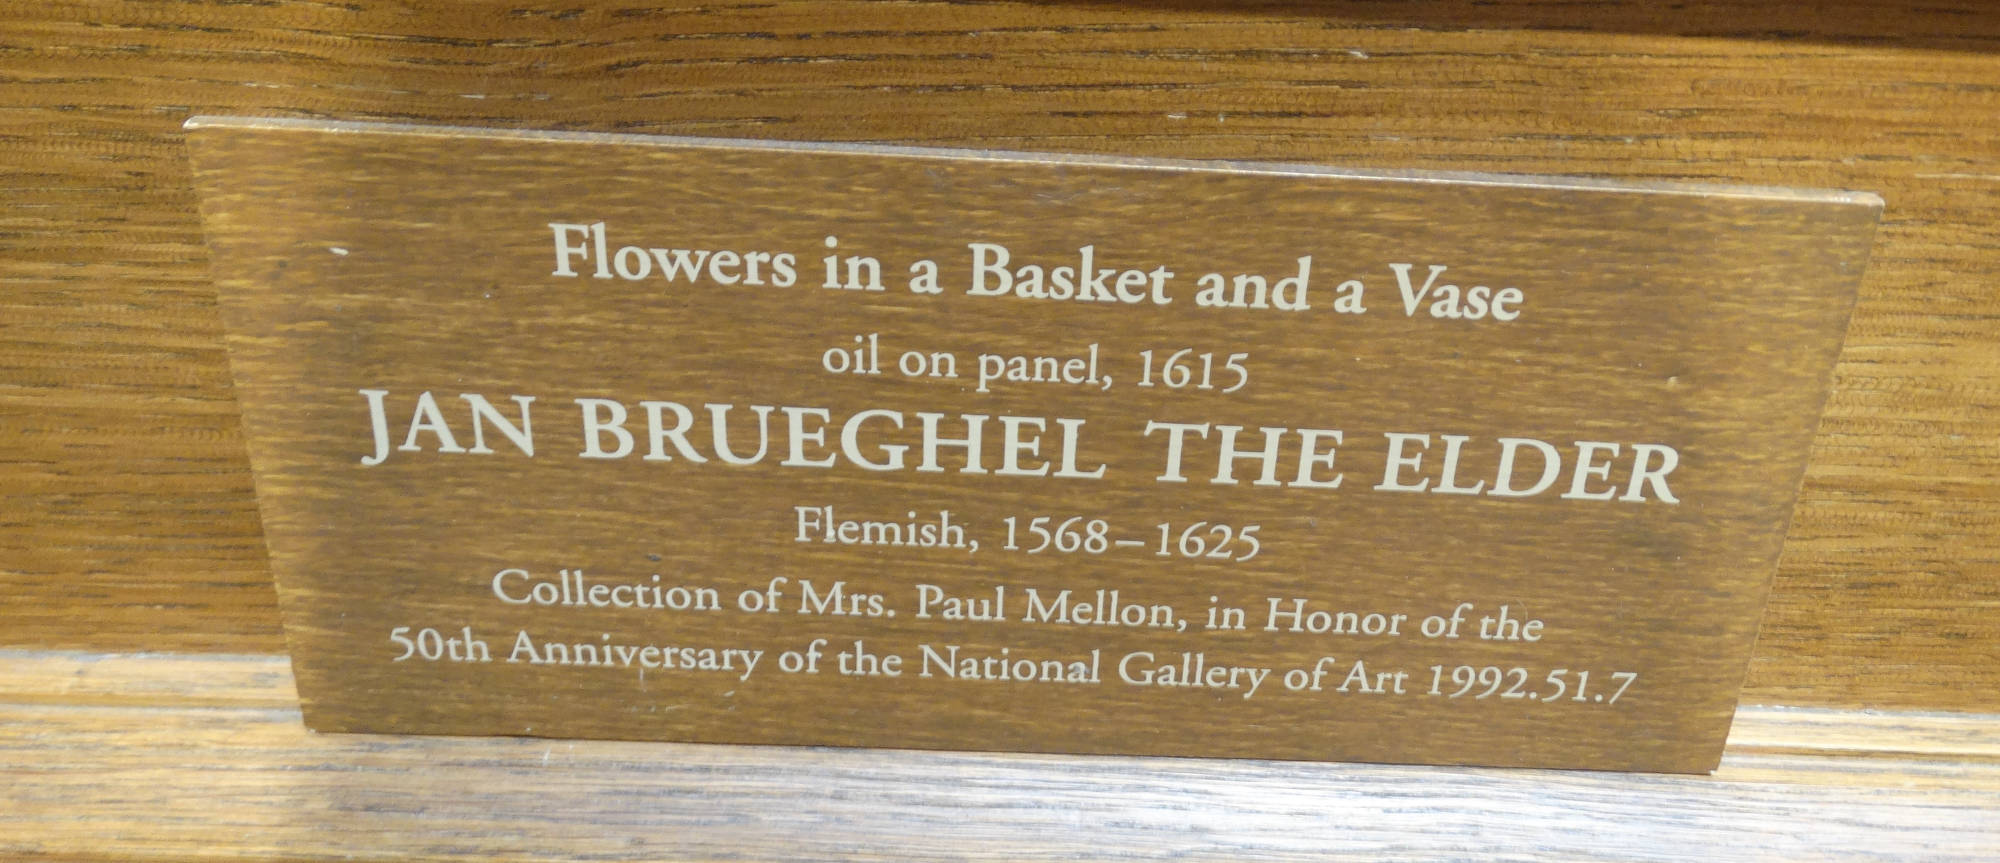 Flowers in a Basket and a Vase
oil on panel, 1615
JAN BRUEGHEL THE ELDER
Flemish, 1568–1625
Collection of Mrs. Paul Mellon, in Honor of the
50th Anniversary of the National Gallery of Art 1992.51.7